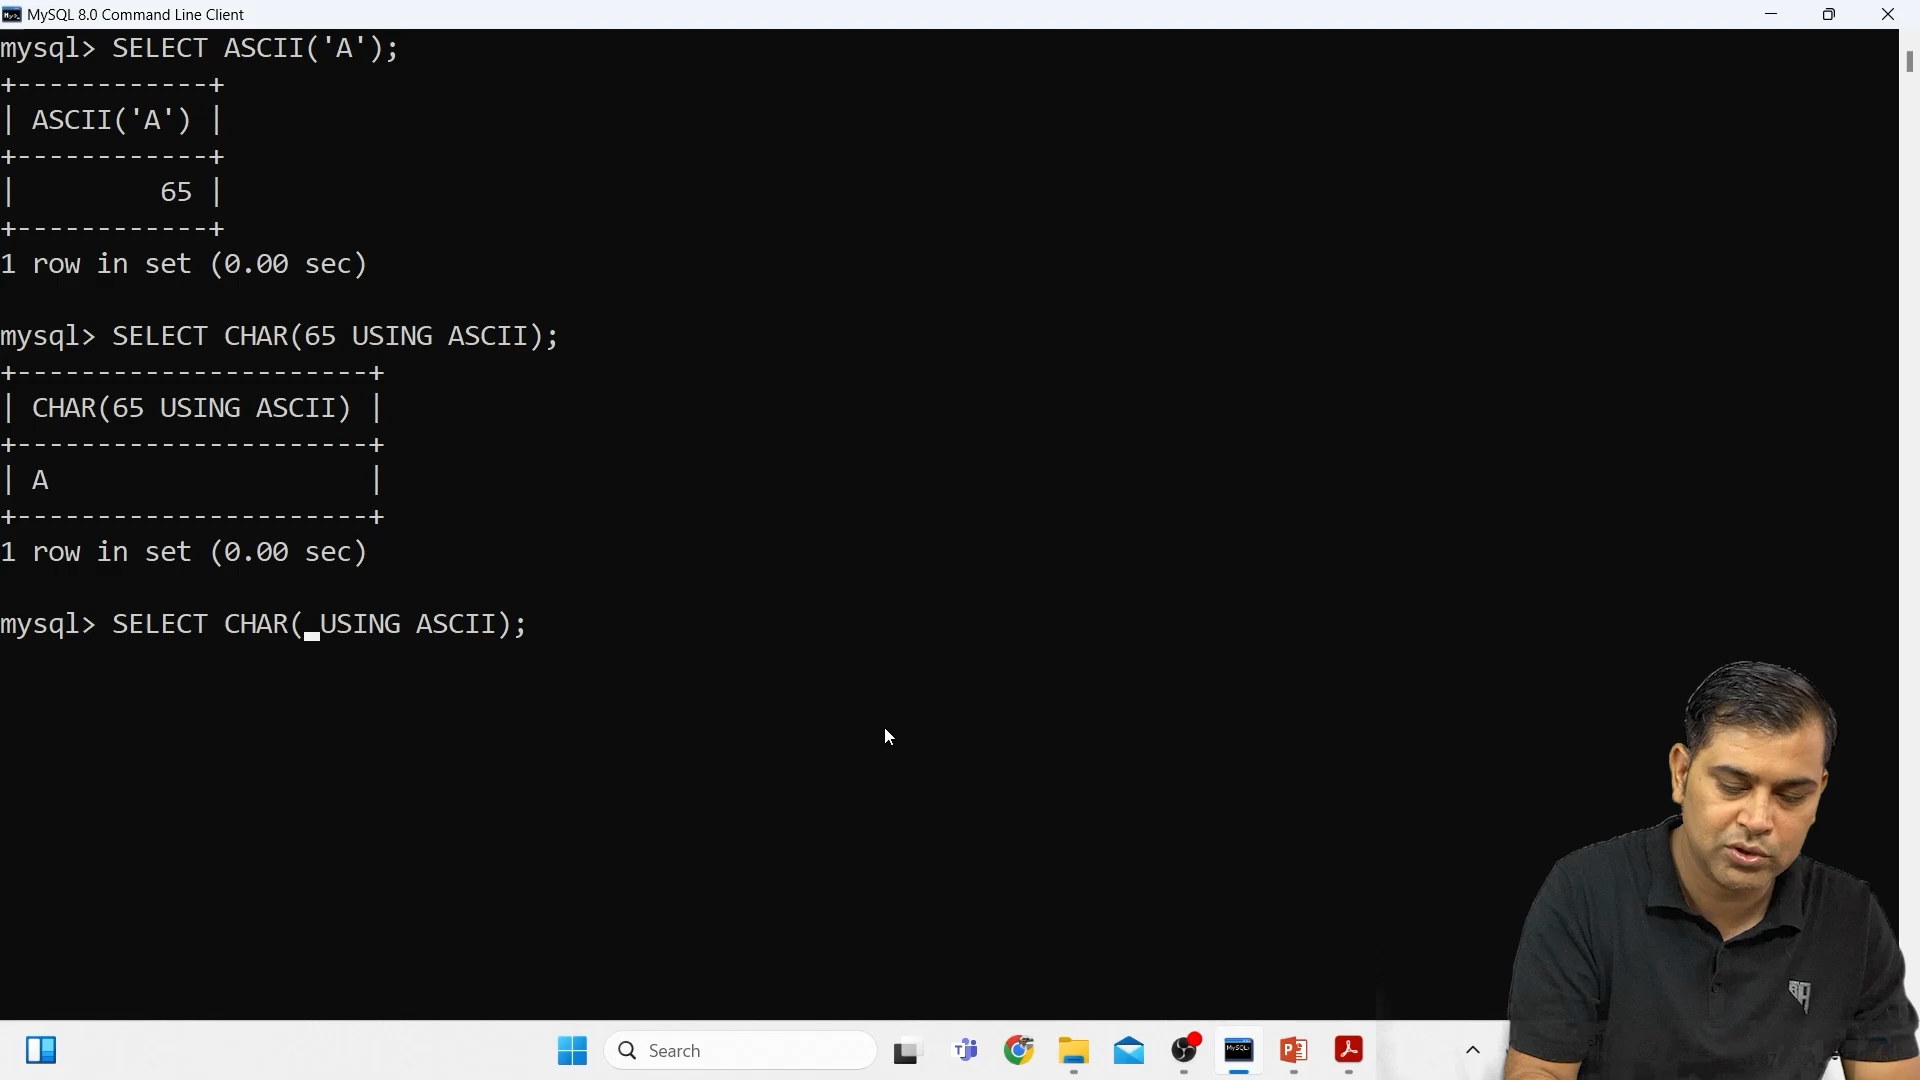 MySQL 8.0 Command Line Client
mysql> SELECT ASCII('A');
+------------+
| ASCII('A') |
+------------+
|         65 |
+------------+
1 row in set (0.00 sec)
mysql> SELECT CHAR(65 USING ASCII);
+----------------------+
| CHAR(65 USING ASCII) |
+----------------------+
| A                    |
+----------------------+
1 row in set (0.00 sec)
mysql> SELECT CHAR( USING ASCII);
Search